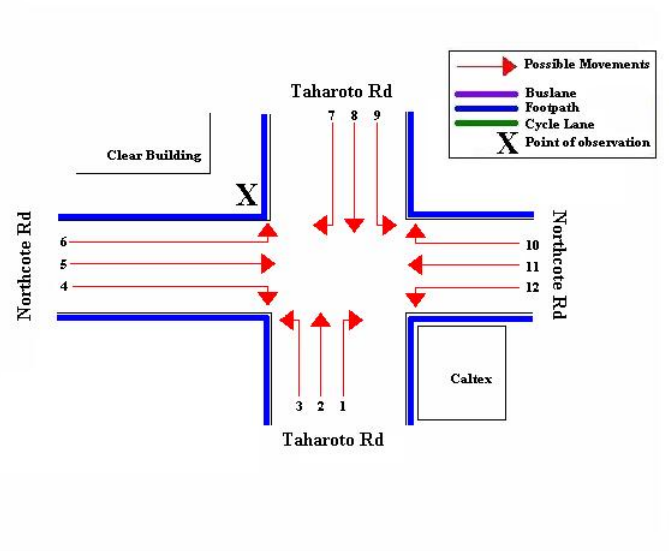 Possible Movements
Buslane
Footpath
Cycle Lane
X Point of observation
Taharoto Rd
7 8 9
Clear Building
X
Northcote Rd
6
5
4
Northcote Rd
10
11
12
Caltex
3 2 1
Taharoto Rd